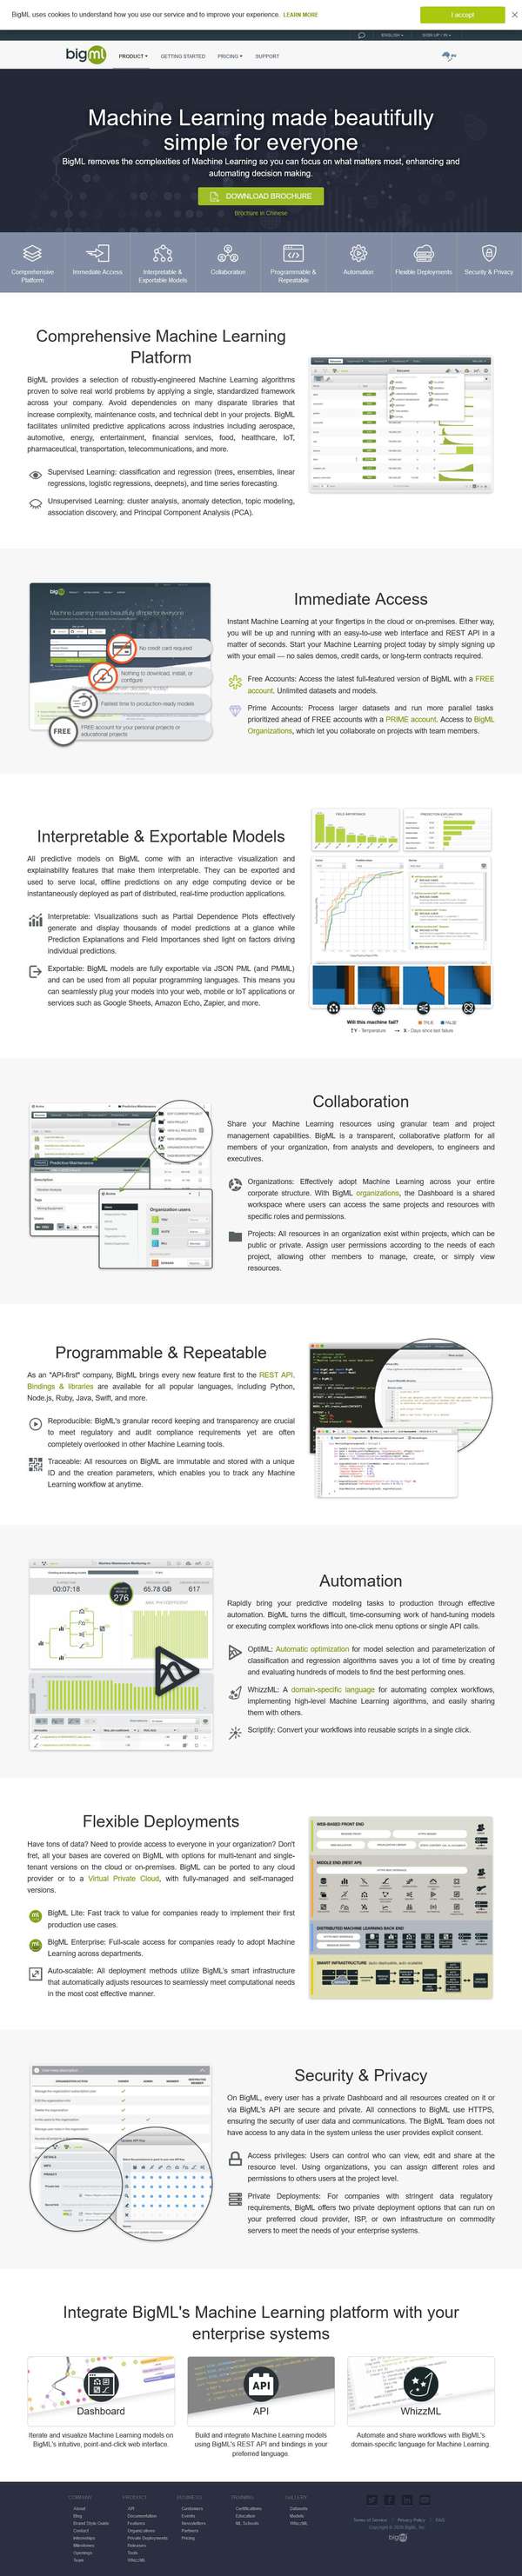 BigML uses cookies to understand how you use our service and to improve your experience. LEARN MORE
I accept
ENGLISH
SIGN UP / IN
bigml
PRODUCT
GETTING STARTED
PRICING
SUPPORT
Machine Learning made beautifully
simple for everyone
BigML removes the complexities of Machine Learning so you can focus on what matters most, enhancing and
automating decision making.
DOWNLOAD BROCHURE
Brochure in Chinese
Comprehensive
Platform
Immediate Access
Interpretable &
Exportable Models
Collaboration
Programmable &
Repeatable
Automation
Flexible Deployments
Security & Privacy
Comprehensive Machine Learning
Platform
BigML provides a selection of robustly-engineered Machine Learning algorithms
proven to solve real world problems by applying a single, standardized framework
across your company. Avoid dependencies on many disparate libraries that
increase complexity, maintenance costs, and technical debt in your projects. BigML
facilitates unlimited predictive applications across industries including aerospace,
automotive, energy, entertainment, financial services, food, healthcare, IoT,
pharmaceutical, transportation, telecommunications, and more.
Supervised Learning: classification and regression (trees, ensembles, linear
regressions, logistic regressions, deepnets), and time series forecasting.
Unsupervised Learning: cluster analysis, anomaly detection, topic modeling,
association discovery, and Principal Component Analysis (PCA).
Immediate Access
Instant Machine Learning at your fingertips in the cloud or on-premises. Either way,
you will be up and running with an easy-to-use web interface and REST API in a
matter of seconds. Start your Machine Learning project today by simply signing up
with your email — no sales demos, credit cards, or long-term contracts required.
Free Accounts: Access the latest full-featured version of BigML with a FREE
account. Unlimited datasets and models.
Prime Accounts: Process larger datasets and run more parallel tasks
prioritized ahead of FREE accounts with a PRIME account. Access to BigML
Organizations, which let you collaborate on projects with team members.
Machine Learning made beautifully simple for everyone
No credit card required
Nothing to download, install, or
configure
Fastest time to production-ready models
FREE
FREE account for your personal projects or
educational projects
Interpretable & Exportable Models
All predictive models on BigML come with an interactive visualization and
explainability features that make them interpretable. They can be exported and
used to serve local, offline predictions on any edge computing device or be
instantaneously deployed as part of distributed, real-time production applications.
Interpretable: Visualizations such as Partial Dependence Plots effectively
generate and display thousands of model predictions at a glance while
Prediction Explanations and Field Importances shed light on factors driving
individual predictions.
Exportable: BigML models are fully exportable via JSON PML (and PMML)
and can be used from all popular programming languages. This means you
can seamlessly plug your models into your web, mobile or IoT applications or
services such as Google Sheets, Amazon Echo, Zapier, and more.
FIELD IMPORTANCE
PREDICTION EXPLANATION
Will this machine fail?
TRUE
FALSE
Y - Temperature
X - Days since last failure
Collaboration
Share your Machine Learning resources using granular team and project
management capabilities. BigML is a transparent, collaborative platform for all
members of your organization, from analysts and developers, to engineers and
executives.
Organizations: Effectively adopt Machine Learning across your entire
corporate structure. With BigML organizations, the Dashboard is a shared
workspace where users can access the same projects and resources with
specific roles and permissions.
Projects: All resources in an organization exist within projects, which can be
public or private. Assign user permissions according to the needs of each
project, allowing other members to manage, create, or simply view
resources.
Predictive Maintenance
Organization users
Programmable & Repeatable
As an "API-first" company, BigML brings every new feature first to the REST API.
Bindings & libraries are available for all popular languages, including Python,
Node.js, Ruby, Java, Swift, and more.
Reproducible: BigML's granular record keeping and transparency are crucial
to meet regulatory and audit compliance requirements yet are often
completely overlooked by other Machine Learning tools.
Traceable: All resources on BigML are immutable and stored with a unique
ID and the creation parameters, which enables you to track any Machine
Learning workflow at anytime.
Automation
Rapidly bring your predictive modeling tasks to production through effective
automation. BigML turns the difficult, time-consuming work of hand-tuning models
or executing complex workflows into one-click menu options or single API calls.
OptiML: Automatic optimization for model selection and parameterization of
classification and regression algorithms saves you a lot of time by creating
and evaluating hundreds of models to find the best performing ones.
WhizzML: A domain-specific language for automating complex workflows,
implementing high-level Machine Learning algorithms, and easily sharing
them with others.
Scriptify: Convert your workflows into reusable scripts in a single click.
00:07:18
276
65.78 GB
617
Flexible Deployments
Have tons of data? Need to provide access to everyone in your organization? Don't
fret, all your bases are covered on BigML with options for multi-tenant and single-
tenant versions on the cloud or on-premises. BigML can be ported to any cloud
provider or to a Virtual Private Cloud, with fully-managed and self-managed
versions.
BigML Lite: Fast track to value for companies ready to implement their first
production use cases.
BigML Enterprise: Full-scale access for companies ready to adopt Machine
Learning across departments.
Auto-scalable: All deployment methods utilize BigML's smart infrastructure
that automatically adjusts resources to seamlessly meet computational needs
in the most cost effective manner.
WEB-BASED FRONT END
MIDDLE END (REST API)
DISTRIBUTED MACHINE LEARNING BACK END
SMART INFRASTRUCTURE
Security & Privacy
On BigML, every user has a private Dashboard and all resources created on it or
via BigML's API are secure and private. All connections to BigML use HTTPS,
ensuring the security of user data and communications. The BigML Team does not
have access to any data in the system unless the user provides explicit consent.
Access privileges: Users can control who can view, edit and share at the
resource level. Using organizations, you can assign different roles and
permissions to others users at the project level.
Private Deployments: For companies with stringent data regulatory
requirements, BigML offers two private deployment options that can run on
your preferred cloud provider, ISP, or own infrastructure on commodity
servers to meet the needs of your enterprise systems.
Integrate BigML's Machine Learning platform with your
enterprise systems
Dashboard
Iterate and visualize Machine Learning models on
BigML's intuitive, point-and-click web interface.
API
API
Build and integrate Machine Learning models
using BigML's REST API and bindings in your
preferred language.
WhizzML
Automate and share workflows with BigML's
domain-specific language for Machine Learning.
COMPANY
About
Blog
Brand Style Guide
Contact
Internships
Milestones
Openings
Team
PRODUCT
API
Documentation
Features
Organizations
Private Deployments
Releases
Tools
WhizzML
BUSINESS
Customers
Events
Newsletters
Partners
Pricing
TRAINING
Certifications
Education
ML Schools
GALLERY
Datasets
Models
WhizzML
Terms of Service
Privacy Policy
FAQ
bigml